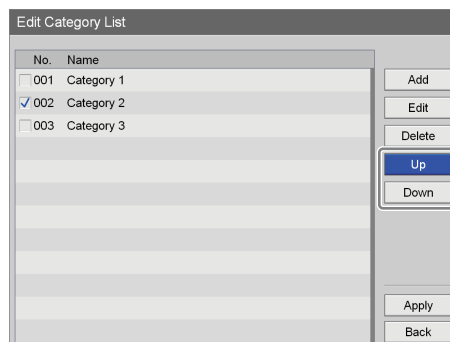 Edit Category List
No. Name
001 Category 1
002 Category 2
003 Category 3
Add
Edit
Delete
Up
Down
Apply
Back